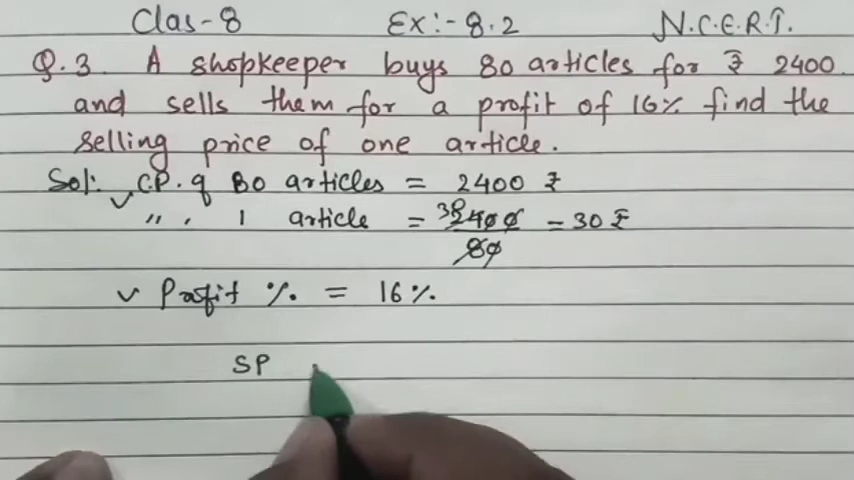 Clas-8 Ex:-8.2 N.C.E.R.T.
Q.3. A shopkeeper buys 80 articles for ₹ 2400.
and sells them for a profit of 16% find the
selling price of one article.
Sol: C.P. of 80 articles = 2400 ₹
✓ ,, , 1 article = 30 2400/80 = 30 ₹
✓ Profit % = 16%
SP